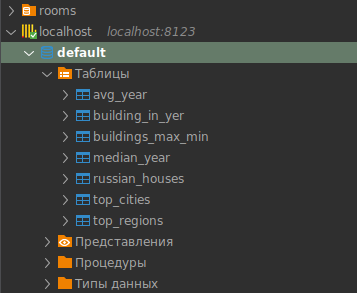 rooms
localhost localhost:8123
default
Таблицы
avg_year
building_in_yer
buildings_max_min
median_year
russian_houses
top_cities
top_regions
Представления
Процедуры
Типы данных